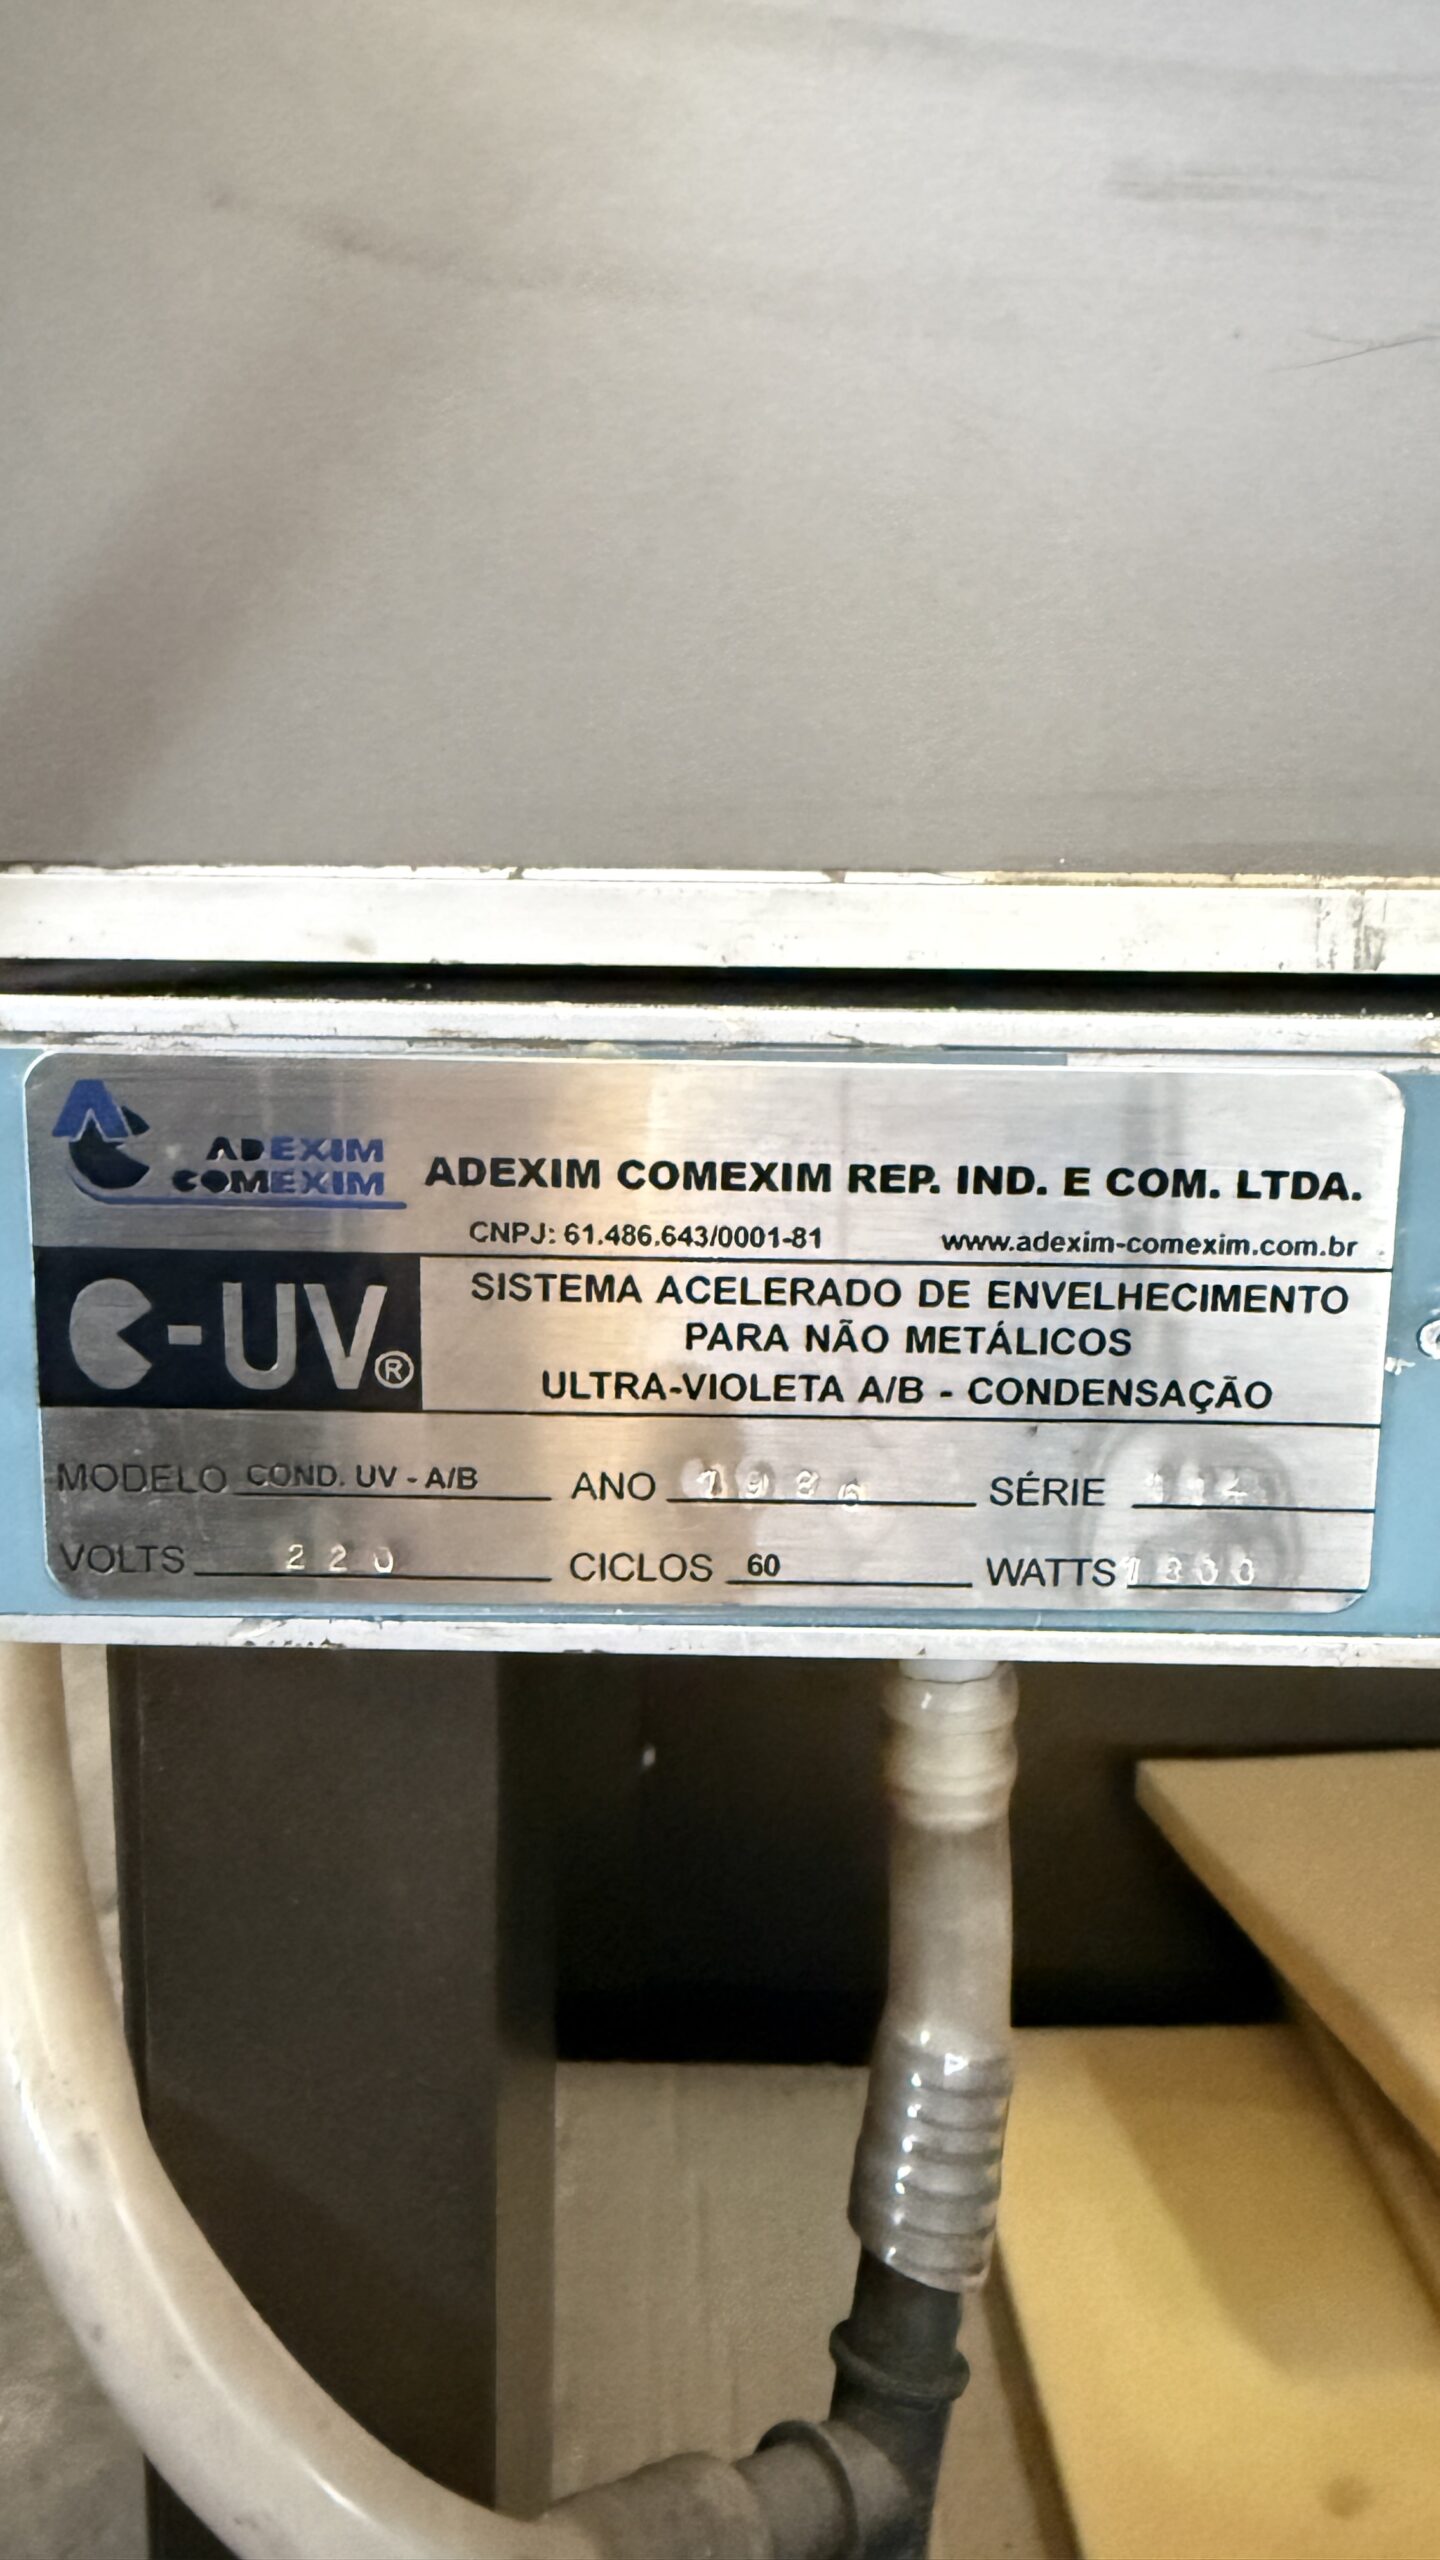 ADEXIM
COMEXIM
ADEXIM COMEXIM REP. IND. E COM. LTDA.
CNPJ: 61.486.643/0001-81 www.adexim-comexim.com.br
C-UV®
SISTEMA ACELERADO DE ENVELHECIMENTO
PARA NÃO METÁLICOS
ULTRA-VIOLETA A/B - CONDENSAÇÃO
MODELO COND. UV - A/B ANO 1986 SÉRIE
VOLTS 220 CICLOS 60 WATTS